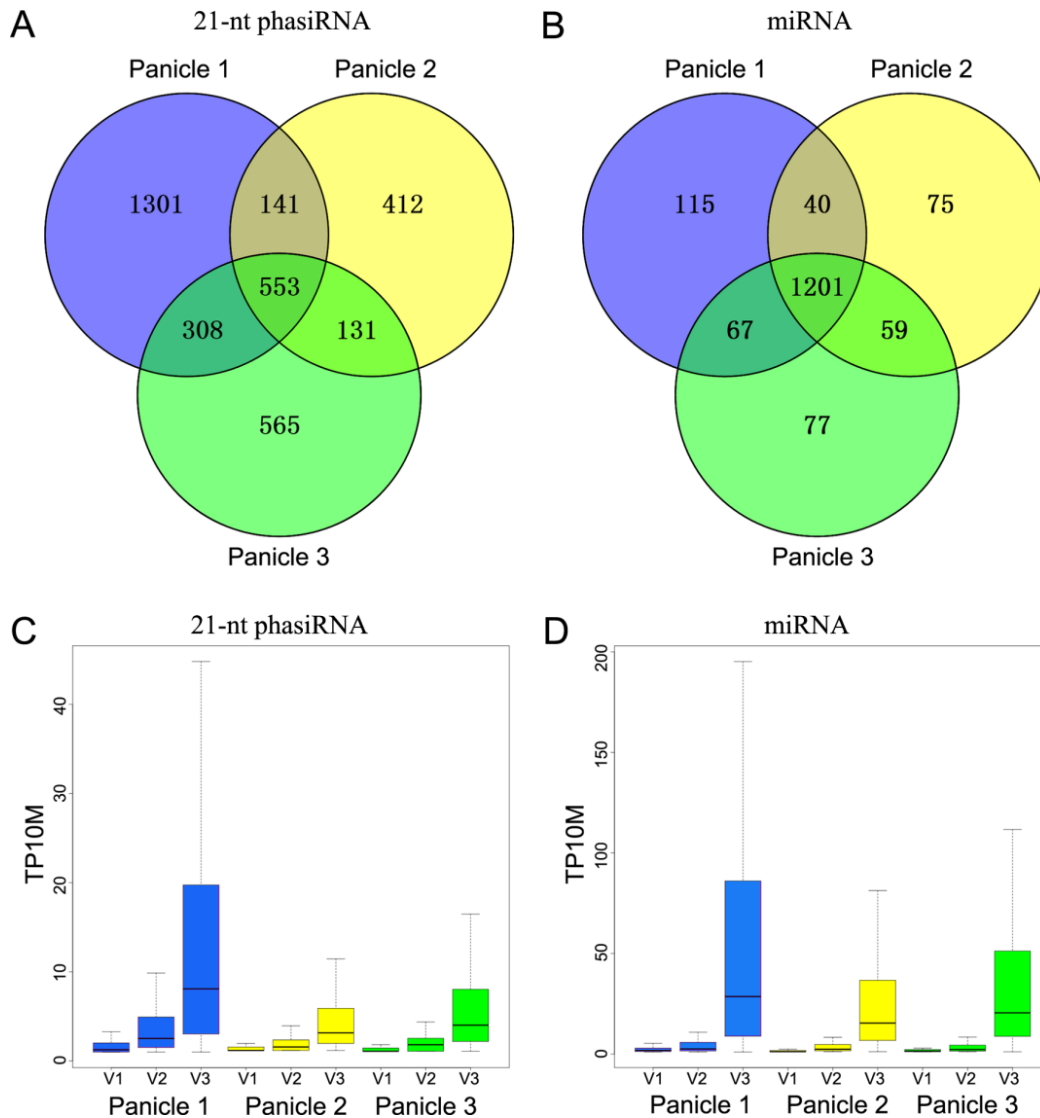 A
21-nt phasiRNA
Panicle 1
Panicle 2
1301
141
412
553
308
131
565
Panicle 3
B
miRNA
Panicle 1
Panicle 2
115
40
75
1201
67
59
77
Panicle 3
C
21-nt phasiRNA
TP10M
40
30
20
10
0
V1 V2 V3 V1 V2 V3 V1 V2 V3
Panicle 1 Panicle 2 Panicle 3
D
miRNA
TP10M
200
150
100
50
0
V1 V2 V3 V1 V2 V3 V1 V2 V3
Panicle 1 Panicle 2 Panicle 3